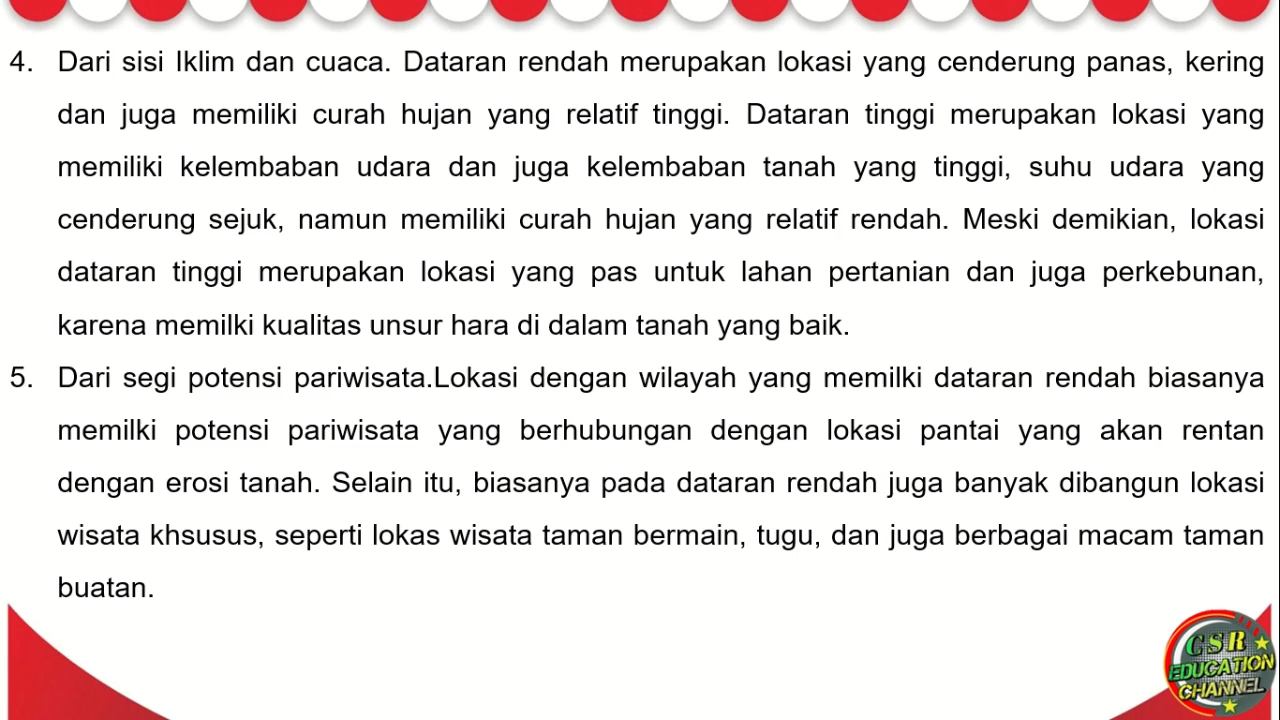 4. Dari sisi Iklim dan cuaca. Dataran rendah merupakan lokasi yang cenderung panas, kering
dan juga memiliki curah hujan yang relatif tinggi. Dataran tinggi merupakan lokasi yang
memiliki kelembaban udara dan juga kelembaban tanah yang tinggi, suhu udara yang
cenderung sejuk, namun memiliki curah hujan yang relatif rendah. Meski demikian, lokasi
dataran tinggi merupakan lokasi yang pas untuk lahan pertanian dan juga perkebunan,
karena memilki kualitas unsur hara di dalam tanah yang baik.
5. Dari segi potensi pariwisata.Lokasi dengan wilayah yang memilki dataran rendah biasanya
memilki potensi pariwisata yang berhubungan dengan lokasi pantai yang akan rentan
dengan erosi tanah. Selain itu, biasanya pada dataran rendah juga banyak dibangun lokasi
wisata khsusus, seperti lokas wisata taman bermain, tugu, dan juga berbagai macam taman
buatan.
CSR
EDUCATION
CHANNEL